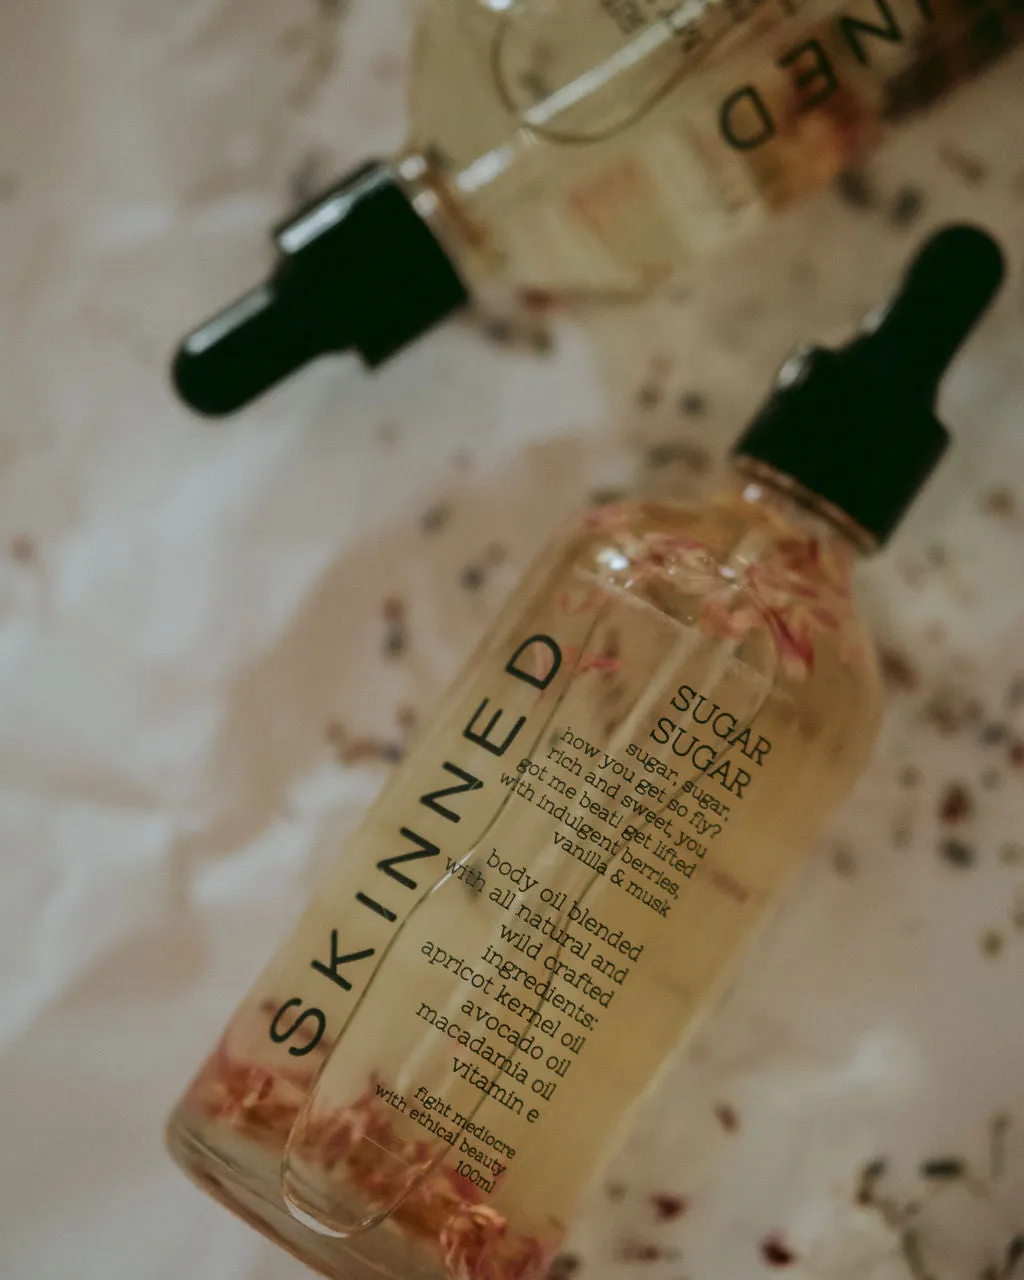 SKINNED
SUGAR
SUGAR
sugar, sugar,
how you get so fly?
rich and sweet, you
got me beat! get lifted
with indulgent berries,
vanilla & musk
body oil blended
with all natural and
wild crafted
ingredients:
apricot kernel oil
avocado oil
macadamia oil
vitamin e
fight mediocre
with ethical beauty
100ml
NED